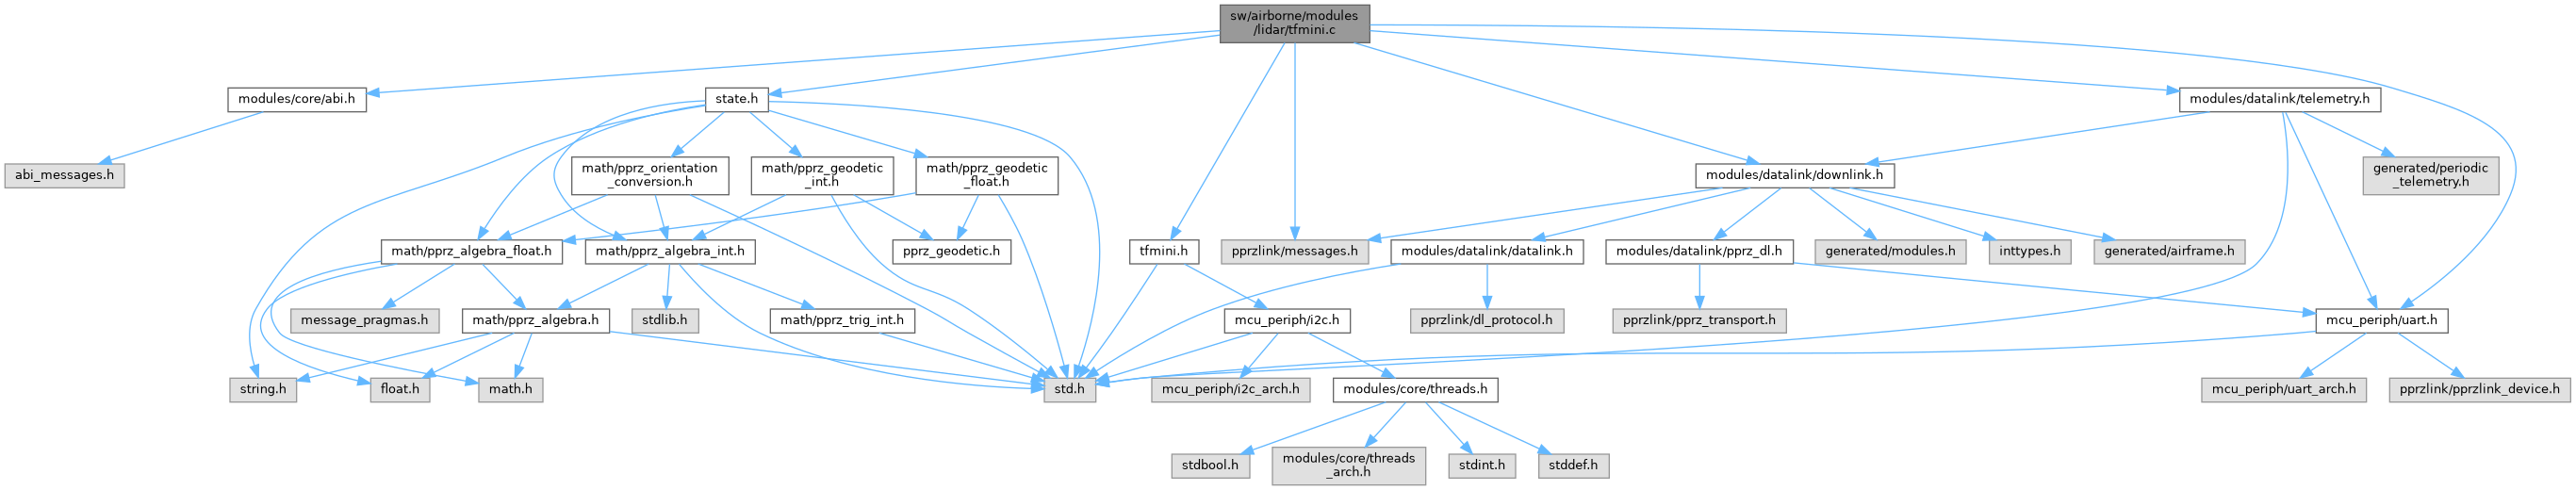 sw/airborne/modules
/lidar/tfmini.c
modules/core/abi.h
state.h
modules/datalink/telemetry.h
abi_messages.h
math/pprz_orientation
_conversion.h
math/pprz_geodetic
_int.h
math/pprz_geodetic
_float.h
modules/datalink/downlink.h
generated/periodic
_telemetry.h
math/pprz_algebra_float.h
math/pprz_algebra_int.h
pprz_geodetic.h
tfmini.h
pprzlink/messages.h
modules/datalink/datalink.h
modules/datalink/pprz_dl.h
generated/modules.h
inttypes.h
generated/airframe.h
message_pragmas.h
math/pprz_algebra.h
stdlib.h
math/pprz_trig_int.h
mcu_periph/i2c.h
pprzlink/dl_protocol.h
pprzlink/pprz_transport.h
mcu_periph/uart.h
string.h
float.h
math.h
std.h
mcu_periph/i2c_arch.h
modules/core/threads.h
mcu_periph/uart_arch.h
pprzlink/pprzlink_device.h
stdbool.h
modules/core/threads
_arch.h
stdint.h
stddef.h